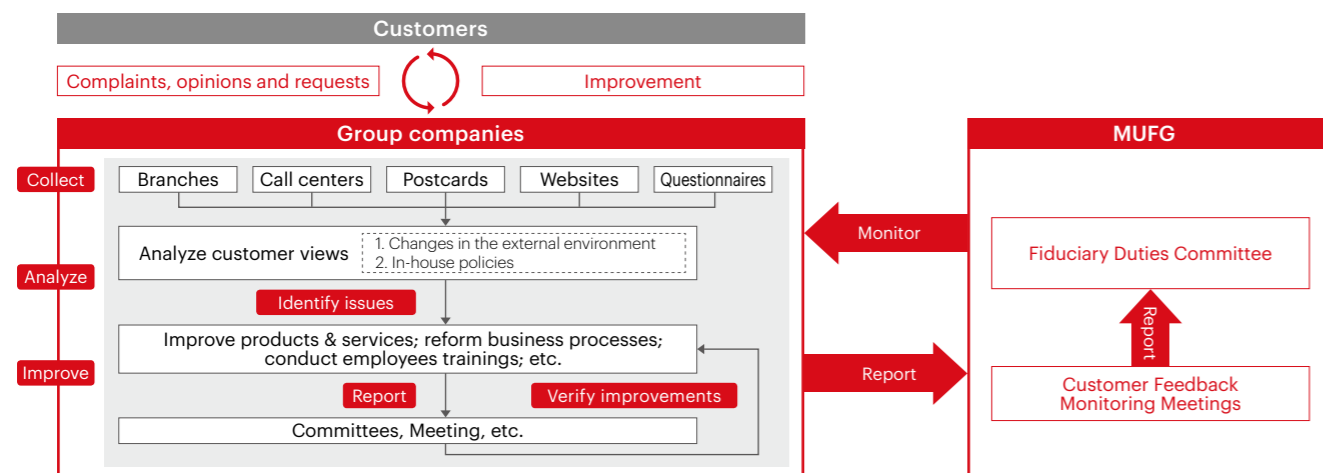 Customers
Complaints, opinions and requests
Improvement
Group companies
MUFG
Collect
Branches
Call centers
Postcards
Websites
Questionnaires
Monitor
Analyze
Analyze customer views
1. Changes in the external environment
2. In-house policies
Fiduciary Duties Committee
Identify issues
Report
Improve
Improve products & services; reform business processes;
conduct employees trainings; etc.
Report
Customer Feedback
Monitoring Meetings
Report
Verify improvements
Committees, Meeting, etc.